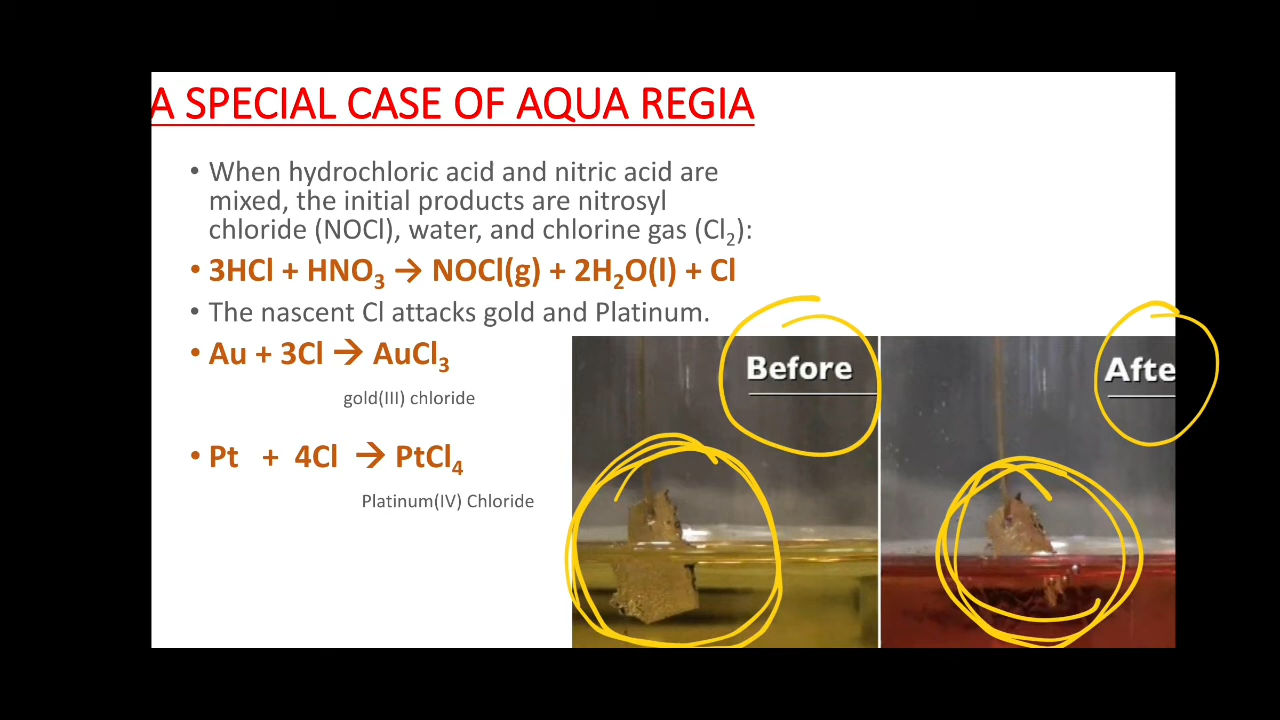 A SPECIAL CASE OF AQUA REGIA
• When hydrochloric acid and nitric acid are
mixed, the initial products are nitrosyl
chloride (NOCl), water, and chlorine gas (Cl₂):
• 3HCl + HNO₃ → NOCl(g) + 2H₂O(l) + Cl
• The nascent Cl attacks gold and Platinum.
• Au + 3Cl → AuCl₃
gold(III) chloride
• Pt + 4Cl → PtCl₄
Platinum(IV) Chloride
Before
Afte